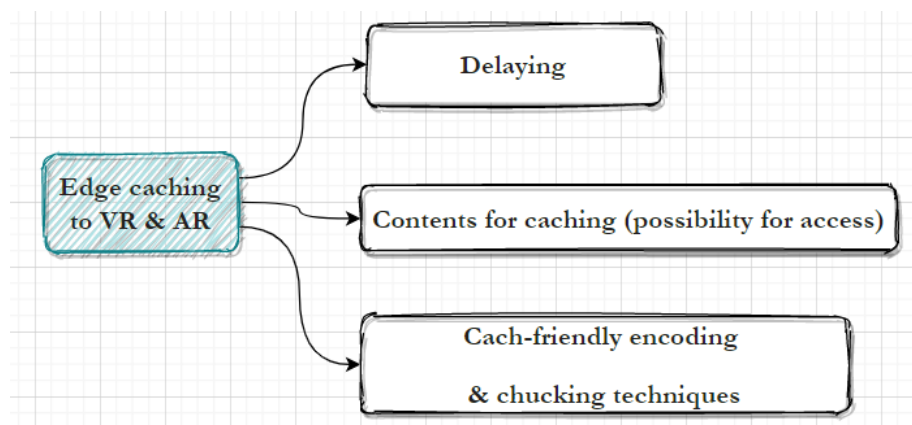 Delaying
Edge caching
to VR & AR
Contents for caching (possibility for access)
Cach-friendly encoding
& chucking techniques